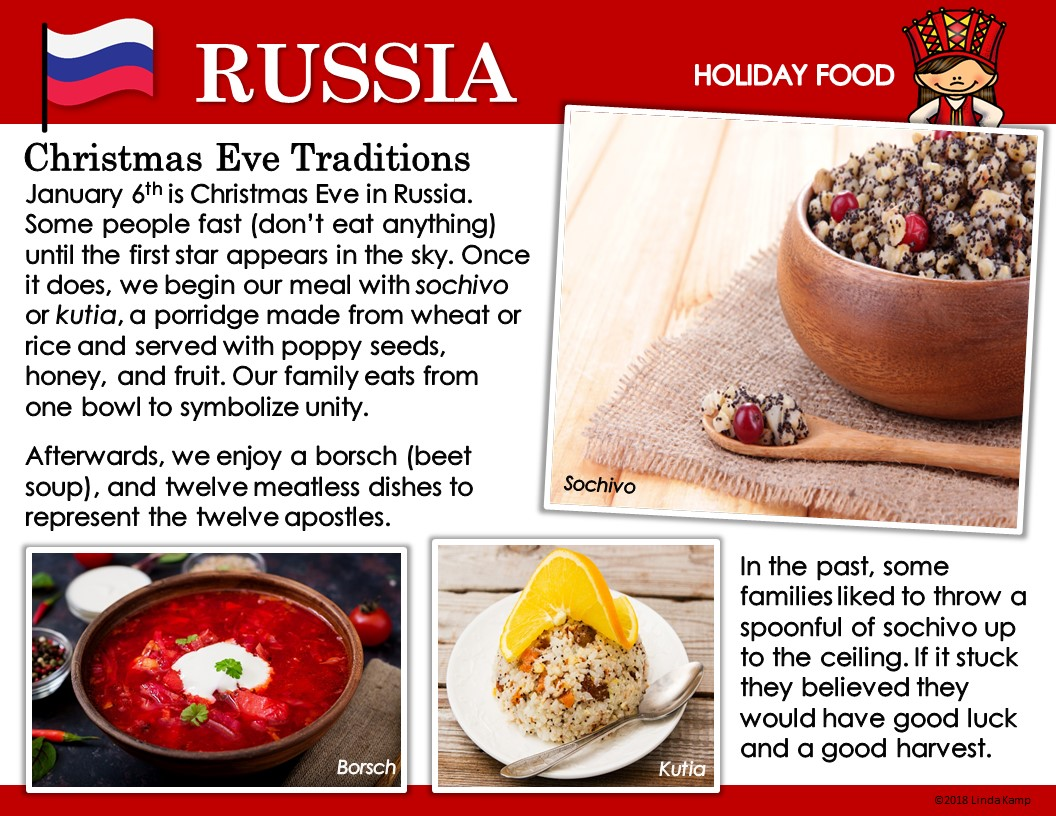 RUSSIA
HOLIDAY FOOD
Christmas Eve Traditions
January 6th is Christmas Eve in Russia.
Some people fast (don't eat anything)
until the first star appears in the sky. Once
it does, we begin our meal with sochivo
or kutia, a porridge made from wheat or
rice and served with poppy seeds,
honey, and fruit. Our family eats from
one bowl to symbolize unity.
Afterwards, we enjoy a borsch (beet
soup), and twelve meatless dishes to
represent the twelve apostles.
Sochivo
Borsch
Kutia
In the past, some
families liked to throw a
spoonful of sochivo up
to the ceiling. If it stuck
they believed they
would have good luck
and a good harvest.
©2018 Linda Kamp